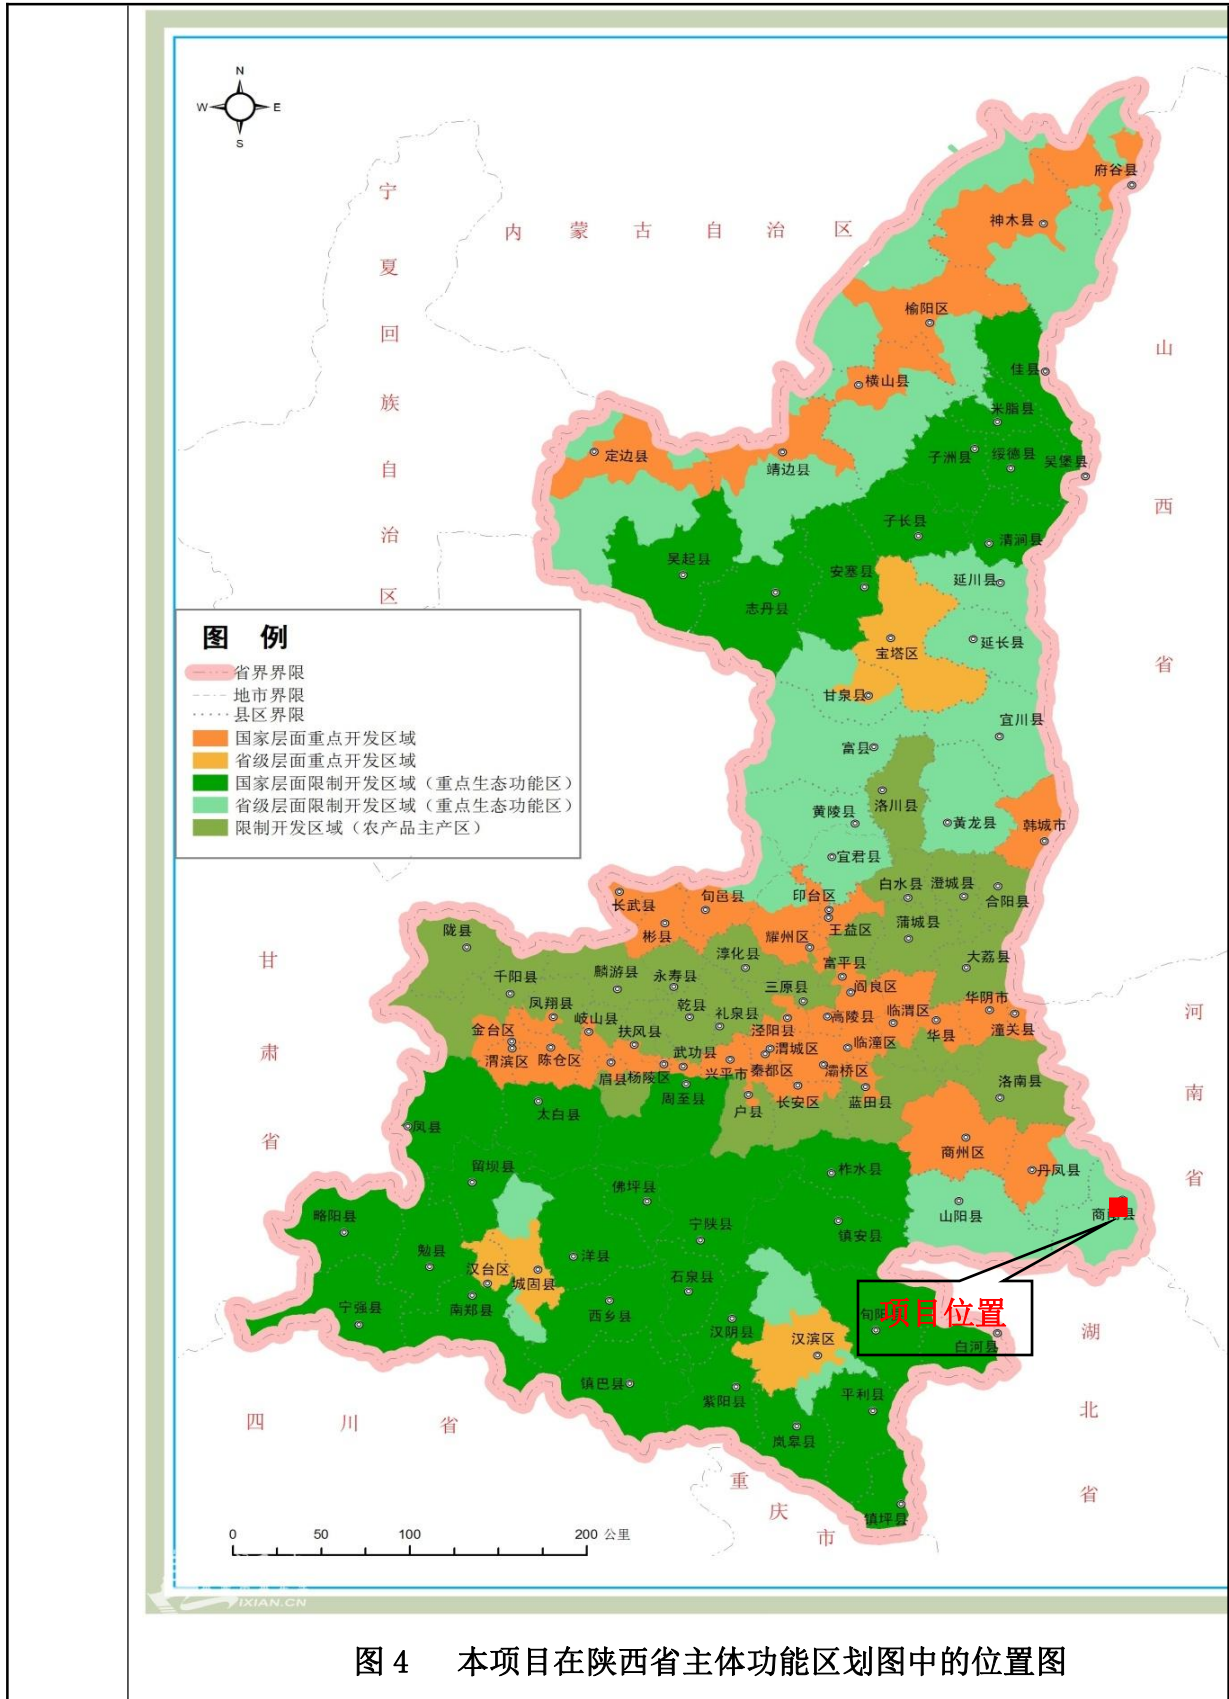 N
W
E
S
宁夏回族自治区
内蒙古自治区
山西省
府谷县
神木县
榆阳区
佳县
横山县
米脂县
定边县
靖边县
子洲县
绥德县
吴堡县
子长县
清涧县
吴起县
安塞县
延川县
志丹县
宝塔区
延长县
甘泉县
宜川县
富县
洛川县
黄陵县
黄龙县
韩城市
宜君县
图 例
省界界限
地市界限
县区界限
国家层面重点开发区域
省级层面重点开发区域
国家层面限制开发区域（重点生态功能区）
省级层面限制开发区域（重点生态功能区）
限制开发区域（农产品主产区）
长武县
旬邑县
印台区
白水县
澄城县
合阳县
彬县
耀州区
王益区
蒲城县
陇县
淳化县
富平县
大荔县
千阳县
麟游县
永寿县
三原县
阎良区
凤翔县
岐山县
乾县
礼泉县
高陵县
临渭区
华阴市
金台区
扶风县
泾阳县
华县
潼关县
渭滨区
陈仓区
武功县
渭城区
临潼区
眉县
杨陵区
兴平市
秦都区
灞桥区
洛南县
太白县
周至县
户县
长安区
蓝田县
凤县
商州区
留坝县
柞水县
丹凤县
佛坪县
略阳县
宁陕县
镇安县
山阳县
商南县
勉县
汉台区
洋县
城固县
石泉县
宁强县
南郑县
西乡县
汉阴县
汉滨区
旬阳
项目位置
白河县
镇巴县
紫阳县
平利县
岚皋县
镇坪县
甘肃省
河南省
湖北省
四川省
重庆市
0 50 100 200 公里
IXIAN.CN
图 4 本项目在陕西省主体功能区划图中的位置图